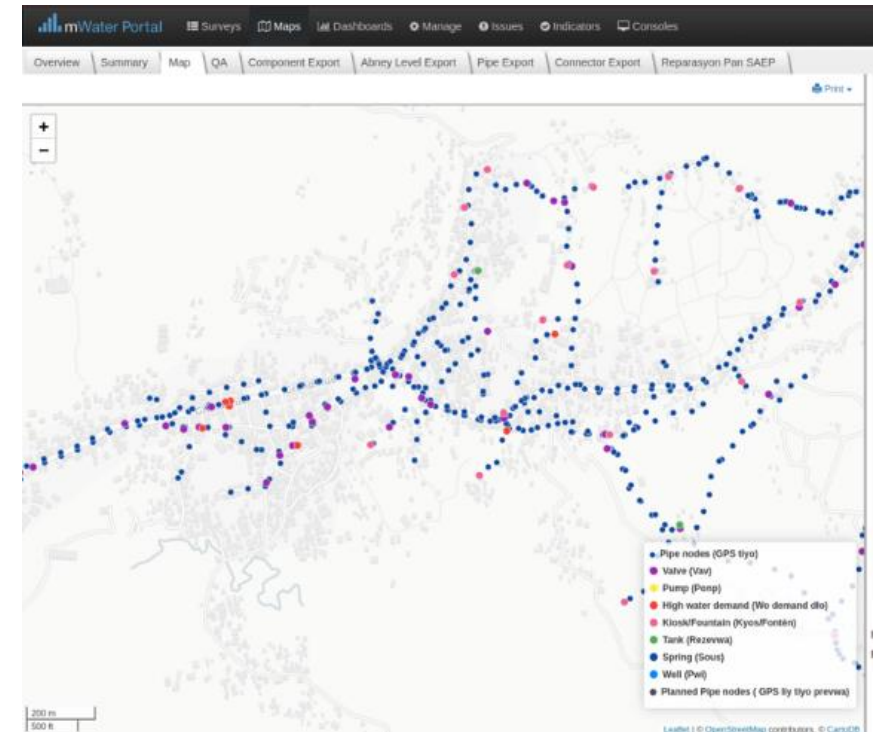 mWater Portal Surveys Maps Dashboards Manage Issues Indicators Consoles
Overview Summary Map QA Component Export Abney Level Export Pipe Export Connector Export Reparasyon Pan SAEP
Print
+
−
Pipe nodes (GPS tiyo)
Valve (Vav)
Pump (Ponp)
High water demand (Wo demand dlo)
Kiosk/Fountain (Kyos/Fontèn)
Tank (Rezevwa)
Spring (Sous)
Well (Pwi)
Planned Pipe nodes ( GPS liy tiyo prevwa)
200 m
500 ft
Leaflet | © OpenStreetMap contributors, © CartoDB